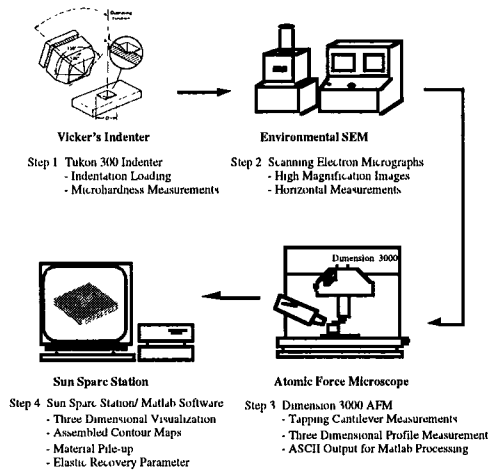 Vicker's Indenter
Environmental SEM
Step 1 Tukon 300 Indenter
- Indentation Loading
- Microhardness Measurements
Step 2 Scanning Electron Micrographs
- High Magnification Images
- Horizontal Measurements
Dimension 3000
Sun Sparc Station
Atomic Force Microscope
Step 4 Sun Sparc Station/ Matlab Software
- Three Dimensional Visualization
- Assembled Contour Maps
- Material Pile-up
- Elastic Recovery Parameter
Step 3 Dimension 3000 AFM
- Tapping Cantilever Measurements
- Three Dimensional Profile Measurement
- ASCII Output for Matlab Processing